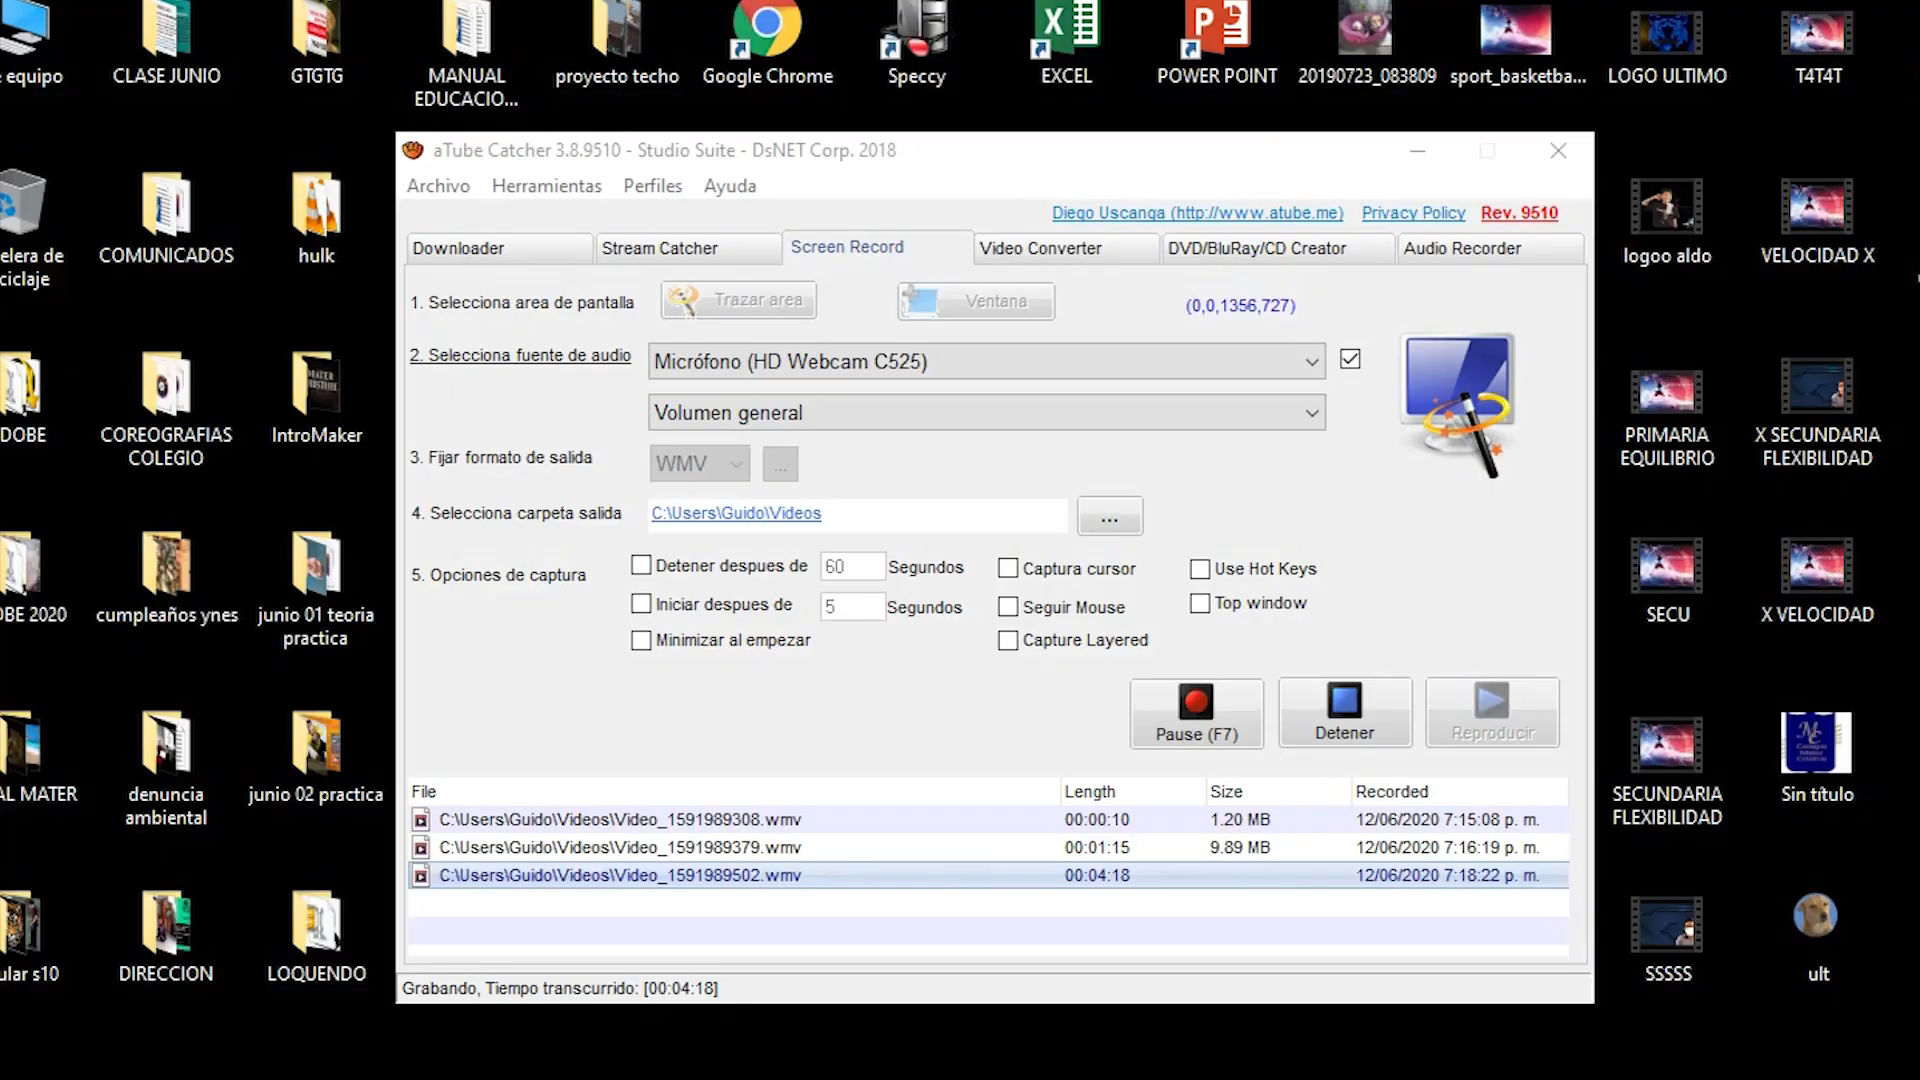 equipo
CLASE JUNIO
GTGTG
MANUAL
EDUCACIO...
proyecto techo
Google Chrome
Speccy
EXCEL
POWER POINT
20190723_083809
sport_basketba...
LOGO ULTIMO
T4T4T
aTube Catcher 3.8.9510 - Studio Suite - DsNET Corp. 2018
Archivo Herramientas Perfiles Ayuda
Diego Uscanga (http://www.atube.me) Privacy Policy Rev. 9510
Downloader Stream Catcher Screen Record Video Converter DVD/BluRay/CD Creator Audio Recorder
1. Selecciona area de pantalla Trazar area Ventana (0,0,1356,727)
2. Selecciona fuente de audio Micrófono (HD Webcam C525)
Volumen general
3. Fijar formato de salida WMV ...
4. Selecciona carpeta salida C:\Users\Guido\Videos ...
5. Opciones de captura
Detener despues de 60 Segundos Captura cursor Use Hot Keys
Iniciar despues de 5 Segundos Seguir Mouse Top window
Minimizar al empezar Capture Layered
Pause (F7) Detener Reproducir
File Length Size Recorded
C:\Users\Guido\Videos\Video_1591989308.wmv 00:00:10 1.20 MB 12/06/2020 7:15:08 p. m.
C:\Users\Guido\Videos\Video_1591989379.wmv 00:01:15 9.89 MB 12/06/2020 7:16:19 p. m.
C:\Users\Guido\Videos\Video_1591989502.wmv 00:04:18 12/06/2020 7:18:22 p. m.
Grabando, Tiempo transcurrido: [00:04:18]
elera de
ciclaje
COMUNICADOS
hulk
logoo aldo
VELOCIDAD X
DOBE
COREOGRAFIAS
COLEGIO
IntroMaker
PRIMARIA
EQUILIBRIO
X SECUNDARIA
FLEXIBILIDAD
OBE 2020
cumpleaños ynes
junio 01 teoria
practica
SECU
X VELOCIDAD
AL MATER
denuncia
ambiental
junio 02 practica
SECUNDARIA
FLEXIBILIDAD
Sin título
ular s10
DIRECCION
LOQUENDO
SSSSS
ult